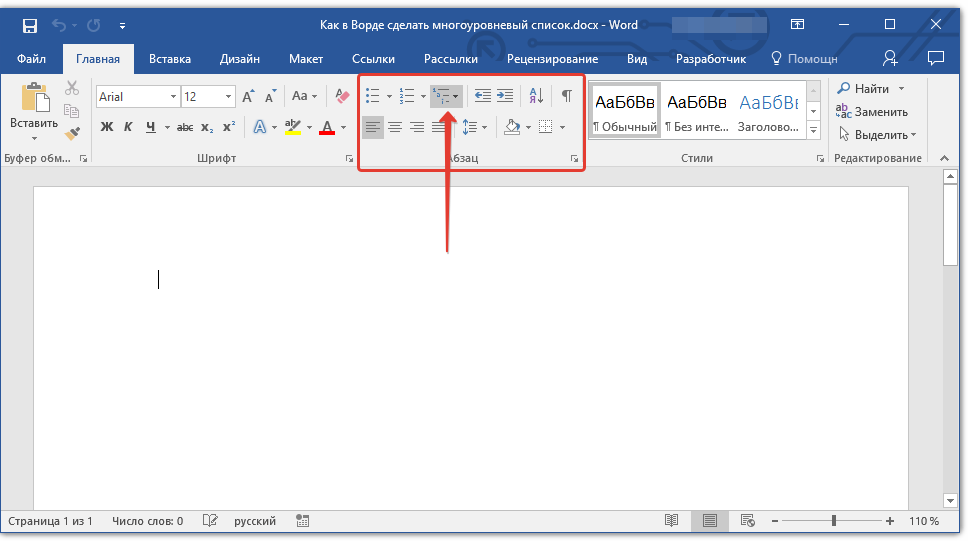 Как в Ворде сделать многоуровневый список.docx - Word
Файл Главная Вставка Дизайн Макет Ссылки Рассылки Рецензирование Вид Разработчик Помощн
Вставить
Arial 12 Aa
Ж К Ч abc x₂ x²
АаБбВв АаБбВв АаБбВі
¶ Обычный ¶ Без инте... Заголово...
Найти
Заменить
Выделить
Буфер обм... Шрифт Абзац Стили Редактирование
Страница 1 из 1 Число слов: 0 русский 110 %